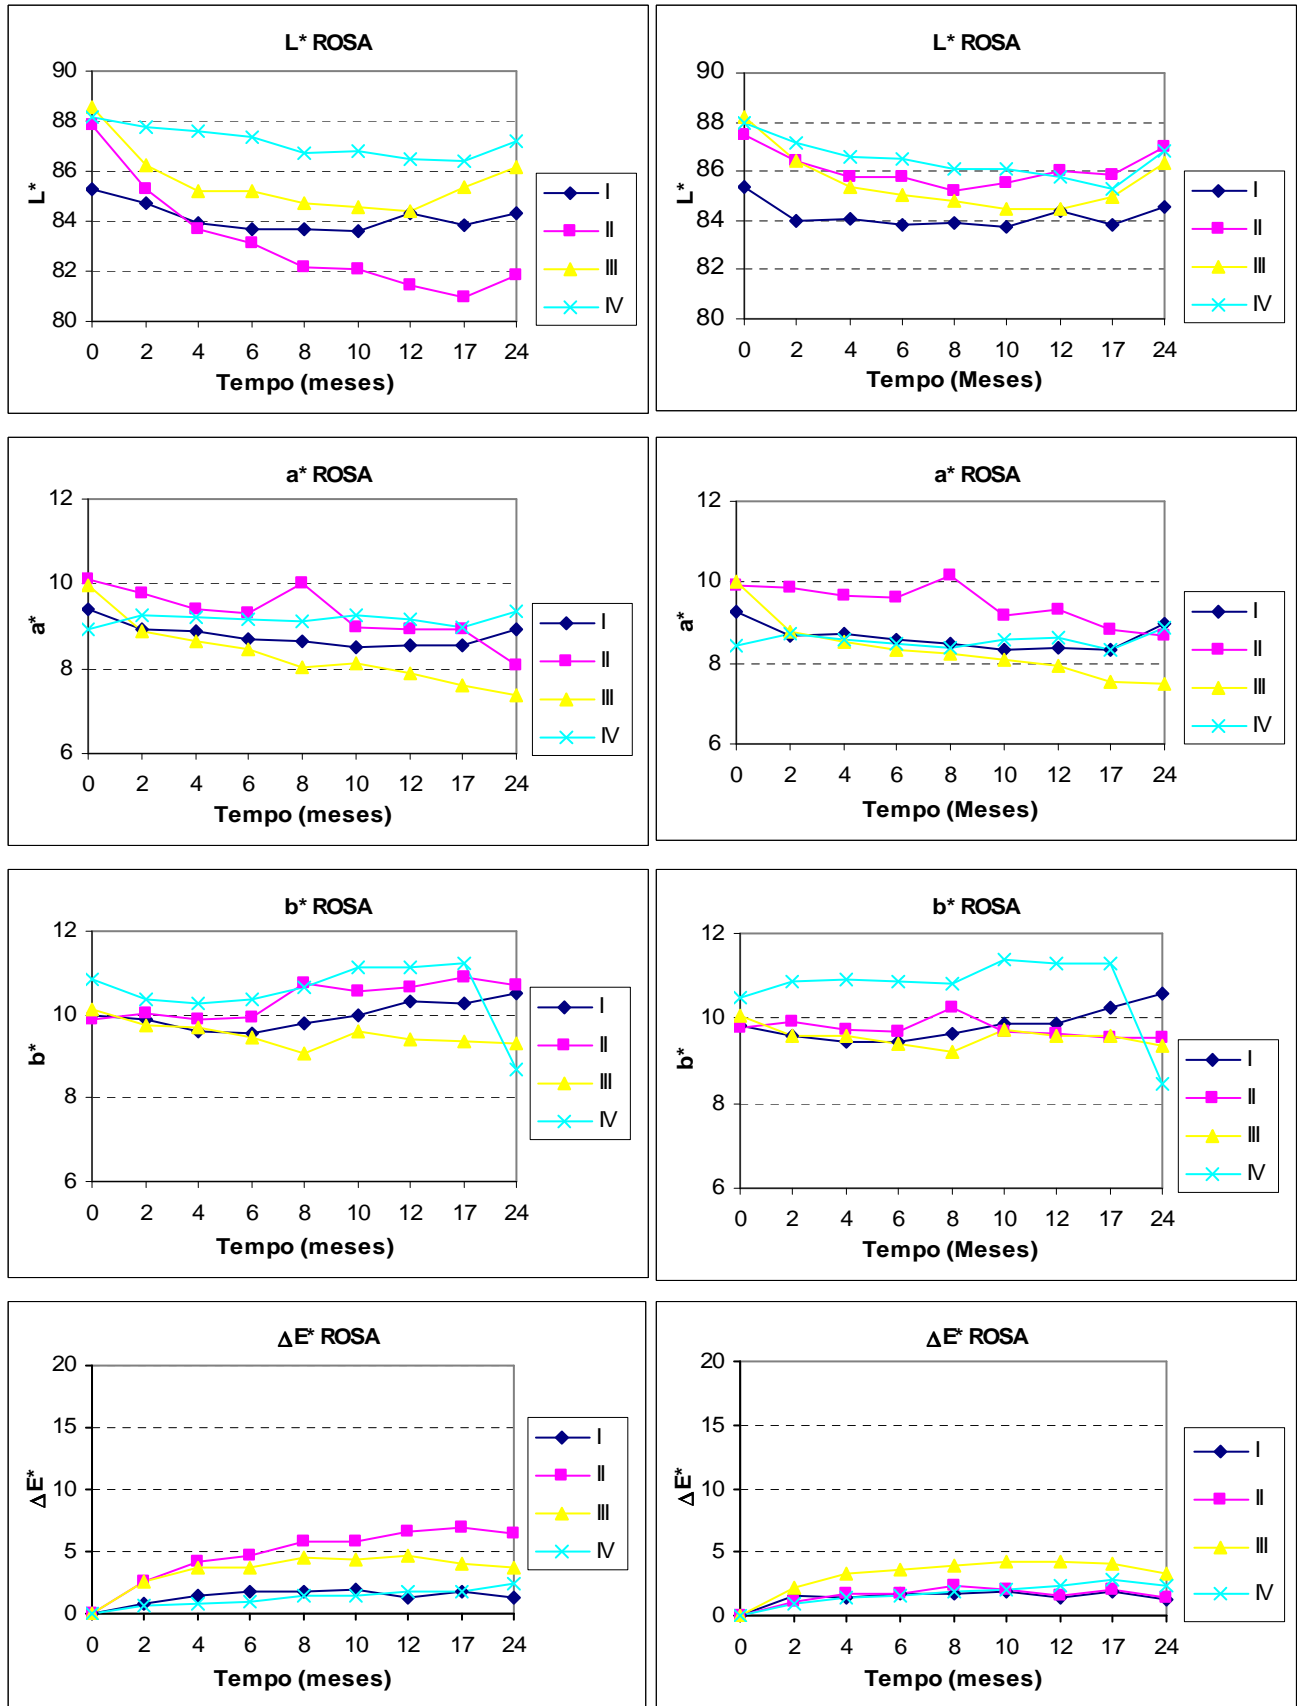 L* ROSA
90
88
86
84
82
80
L*
0 2 4 6 8 10 12 17 24
Tempo (meses)
I
II
III
IV
L* ROSA
90
88
86
84
82
80
L*
0 2 4 6 8 10 12 17 24
Tempo (Meses)
I
II
III
IV
a* ROSA
12
10
8
6
a*
0 2 4 6 8 10 12 17 24
Tempo (meses)
I
II
III
IV
a* ROSA
12
10
8
6
a*
0 2 4 6 8 10 12 17 24
Tempo (Meses)
I
II
III
IV
b* ROSA
12
10
8
6
b*
0 2 4 6 8 10 12 17 24
Tempo (meses)
I
II
III
IV
b* ROSA
12
10
8
6
b*
0 2 4 6 8 10 12 17 24
Tempo (Meses)
I
II
III
IV
ΔE* ROSA
20
15
10
5
0
ΔE*
0 2 4 6 8 10 12 17 24
Tempo (meses)
I
II
III
IV
ΔE* ROSA
20
15
10
5
0
ΔE*
0 2 4 6 8 10 12 17 24
Tempo (meses)
I
II
III
IV